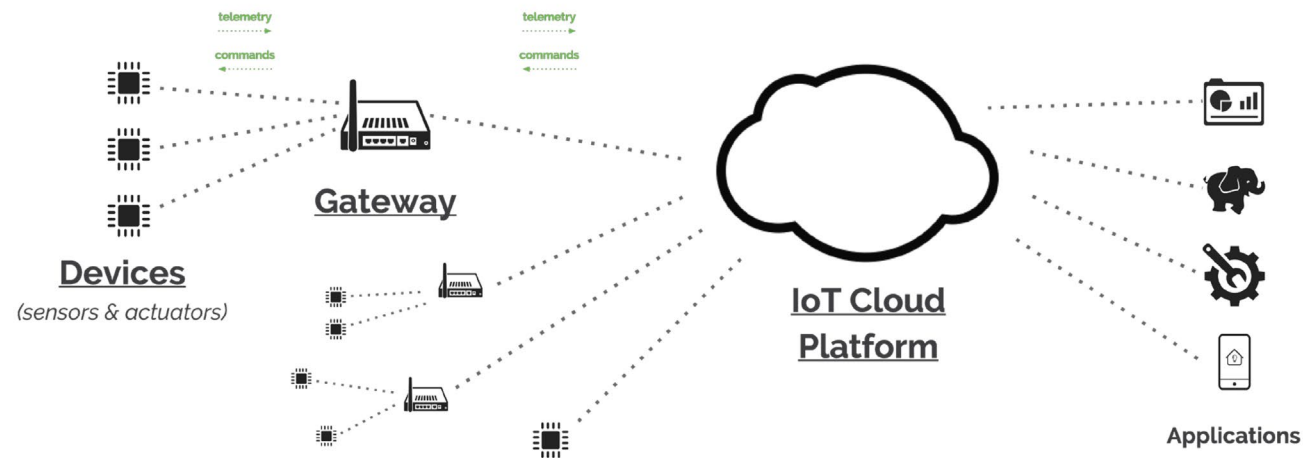 telemetry
commands
telemetry
commands
Gateway
Devices
(sensors & actuators)
IoT Cloud
Platform
Applications